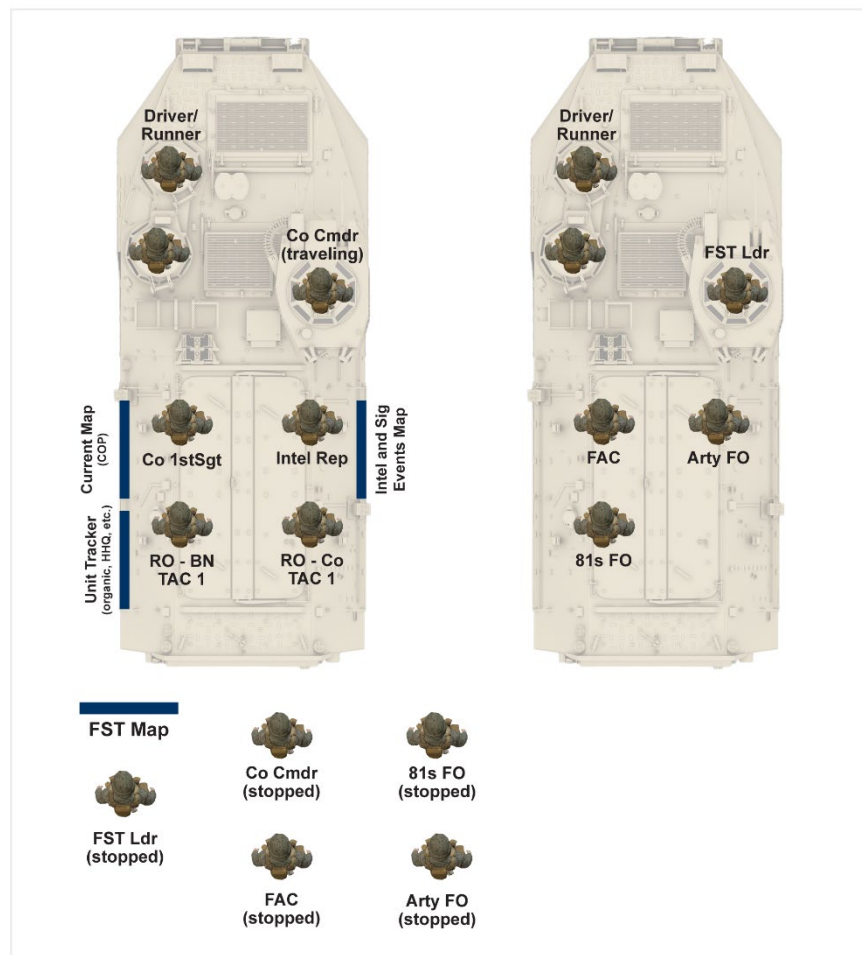 Driver/
Runner
Co Cmdr
(traveling)
Current Map
(COP)
Co 1stSgt
Intel Rep
Intel and Sig
Events Map
Unit Tracker
(organic, HHQ, etc.)
RO - BN
TAC 1
RO - Co
TAC 1
Driver/
Runner
FST Ldr
FAC
Arty FO
81s FO
FST Map
FST Ldr
(stopped)
Co Cmdr
(stopped)
81s FO
(stopped)
FAC
(stopped)
Arty FO
(stopped)